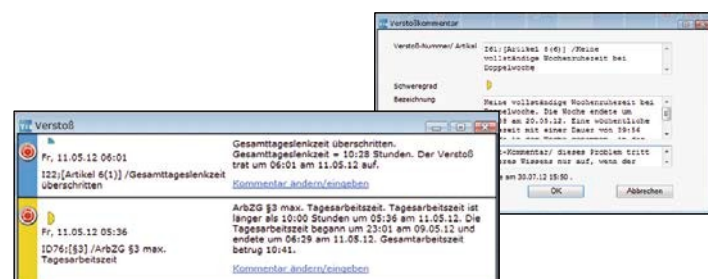 Verstoßkommentar
Verstoß-Nummer/ Artikel
I61;[Artikel 8(6)] /Keine
vollständige Wochenruhezeit bei
Doppelwoche
Schweregrad
Bezeichnung
Keine vollständige Wochenruhezeit bei
Doppelwoche. Die Woche endete um
am 20.05.12. Eine wöchentliche
mit einer Dauer von 39:56
-Kommentar/ dieses Problem tritt
Wissens nur auf, wenn der
am 30.07.12 15:50 .
OK
Abbrechen
Verstoß
Fr, 11.05.12 06:01
I22;[Artikel 6(1)] /Gesamttageslenkzeit
überschritten
Gesamttageslenkzeit überschritten.
Gesamttageslenkzeit = 10:28 Stunden. Der Verstoß
trat um 06:01 am 11.05.12 auf.
Kommentar ändern/eingeben
Fr, 11.05.12 05:36
ID76;[§3] /ArbZG §3 max.
Tagesarbeitszeit
ArbZG §3 max. Tagesarbeitszeit. Tagesarbeitszeit ist
länger als 10:00 Stunden um 05:36 am 11.05.12. Die
Tagesarbeitszeit begann um 23:01 am 09.05.12 und
endete um 06:29 am 11.05.12. Gesamtarbeitszeit
betrug 10:41.
Kommentar ändern/eingeben